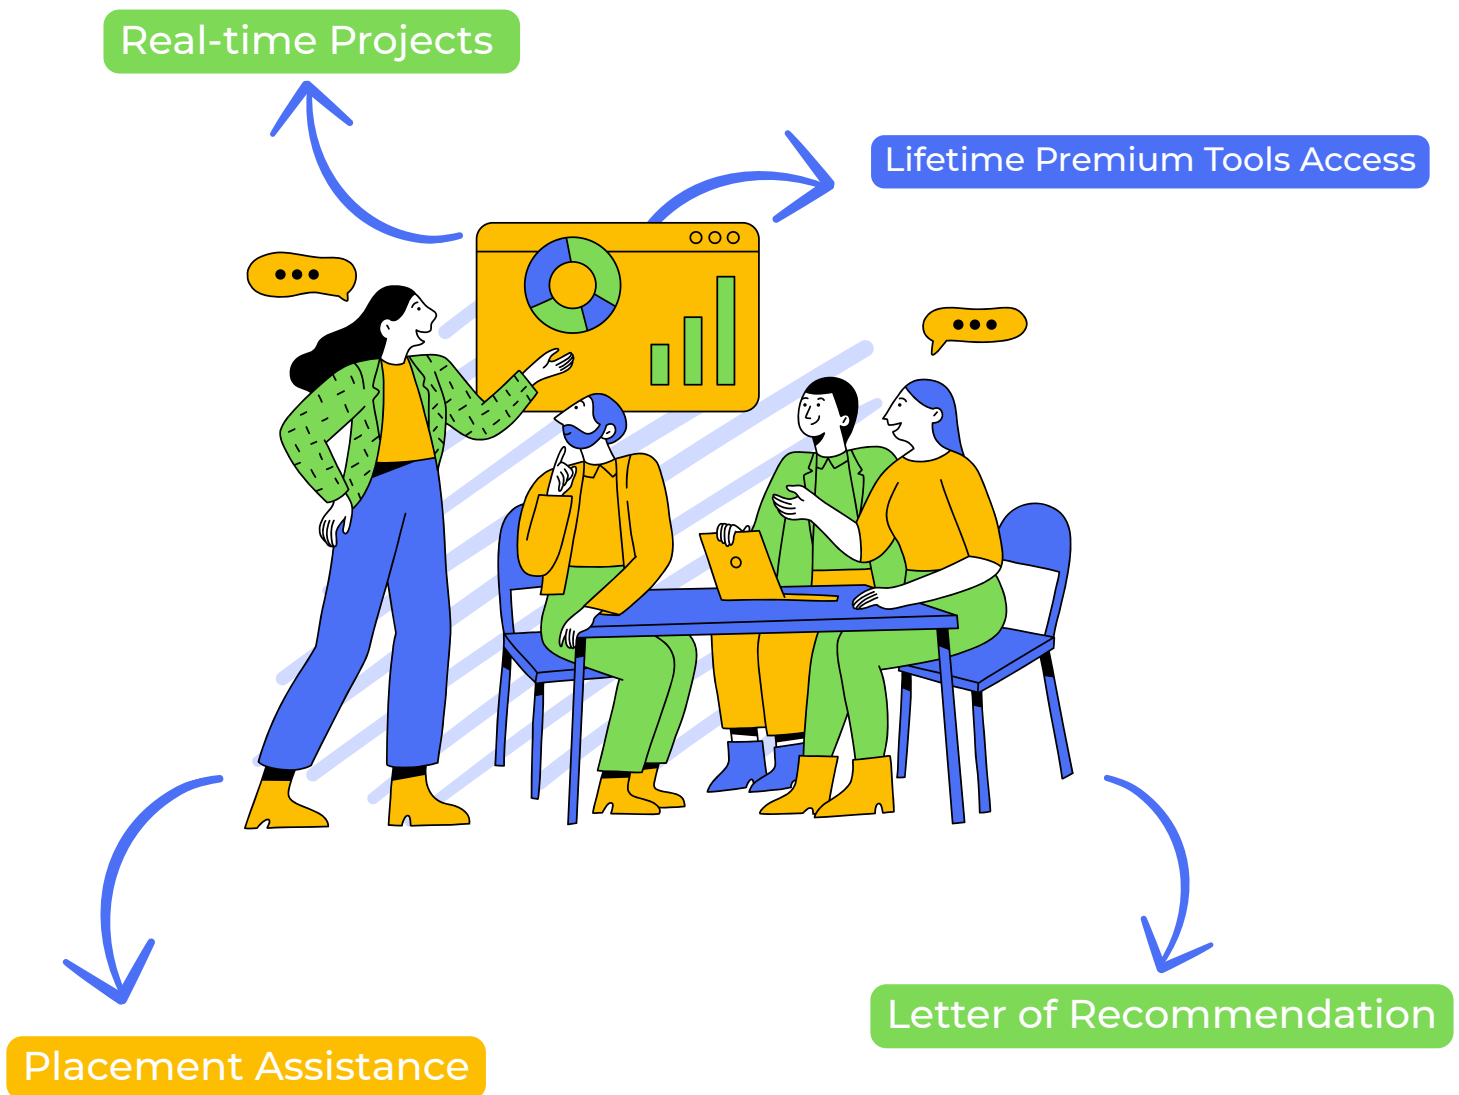 Real-time Projects
Lifetime Premium Tools Access
Letter of Recommendation
Placement Assistance